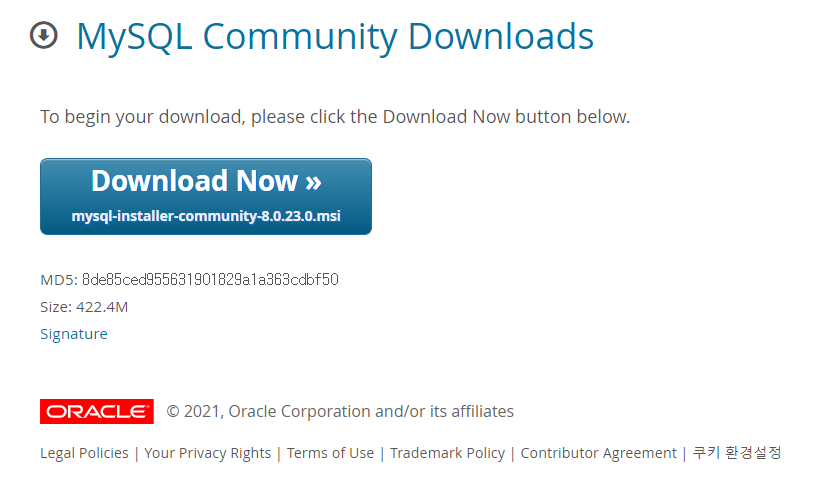 MySQL Community Downloads
To begin your download, please click the Download Now button below.
Download Now »
mysql-installer-community-8.0.23.0.msi
MD5: 8de85ced955631901829a1a363cdbf50
Size: 422.4M
Signature
ORACLE © 2021, Oracle Corporation and/or its affiliates
Legal Policies | Your Privacy Rights | Terms of Use | Trademark Policy | Contributor Agreement | 쿠키 환경설정